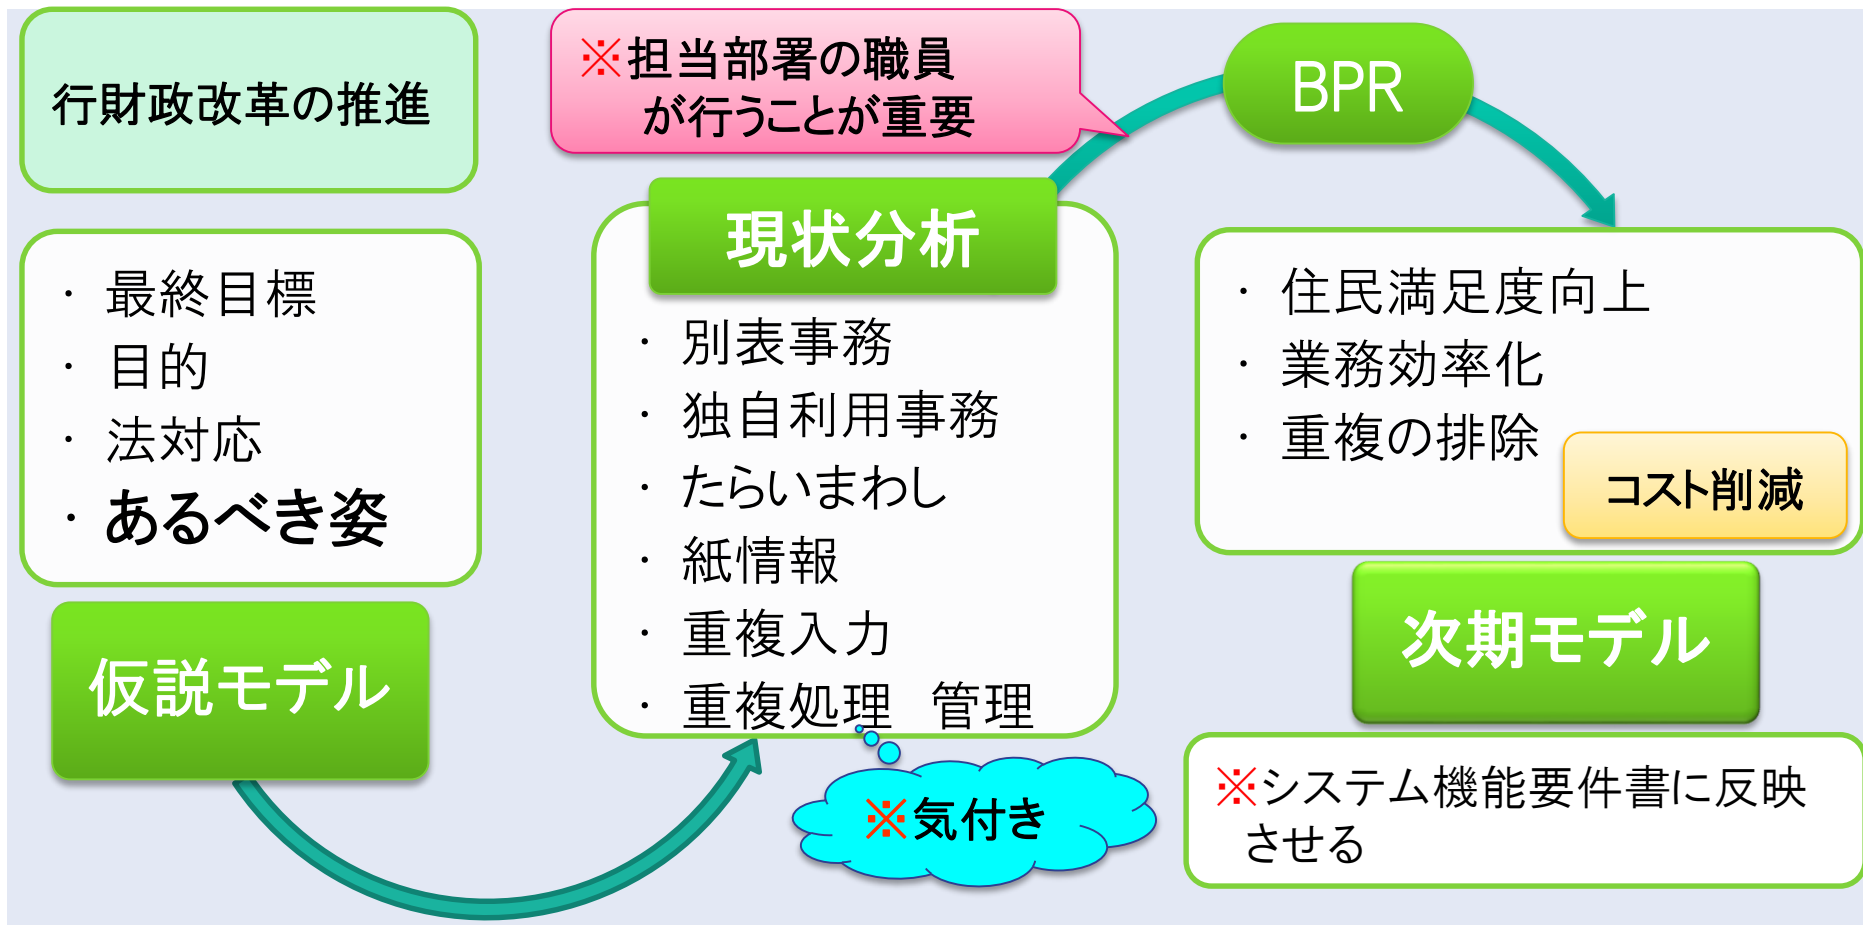 行財政改革の推進
・最終目標
・目的
・法対応
・あるべき姿
仮説モデル
※担当部署の職員
が行うことが重要
現状分析
・別表事務
・独自利用事務
・たらいまわし
・紙情報
・重複入力
・重複処理　管理
※気付き
BPR
・住民満足度向上
・業務効率化
・重複の排除
コスト削減
次期モデル
※システム機能要件書に反映
させる